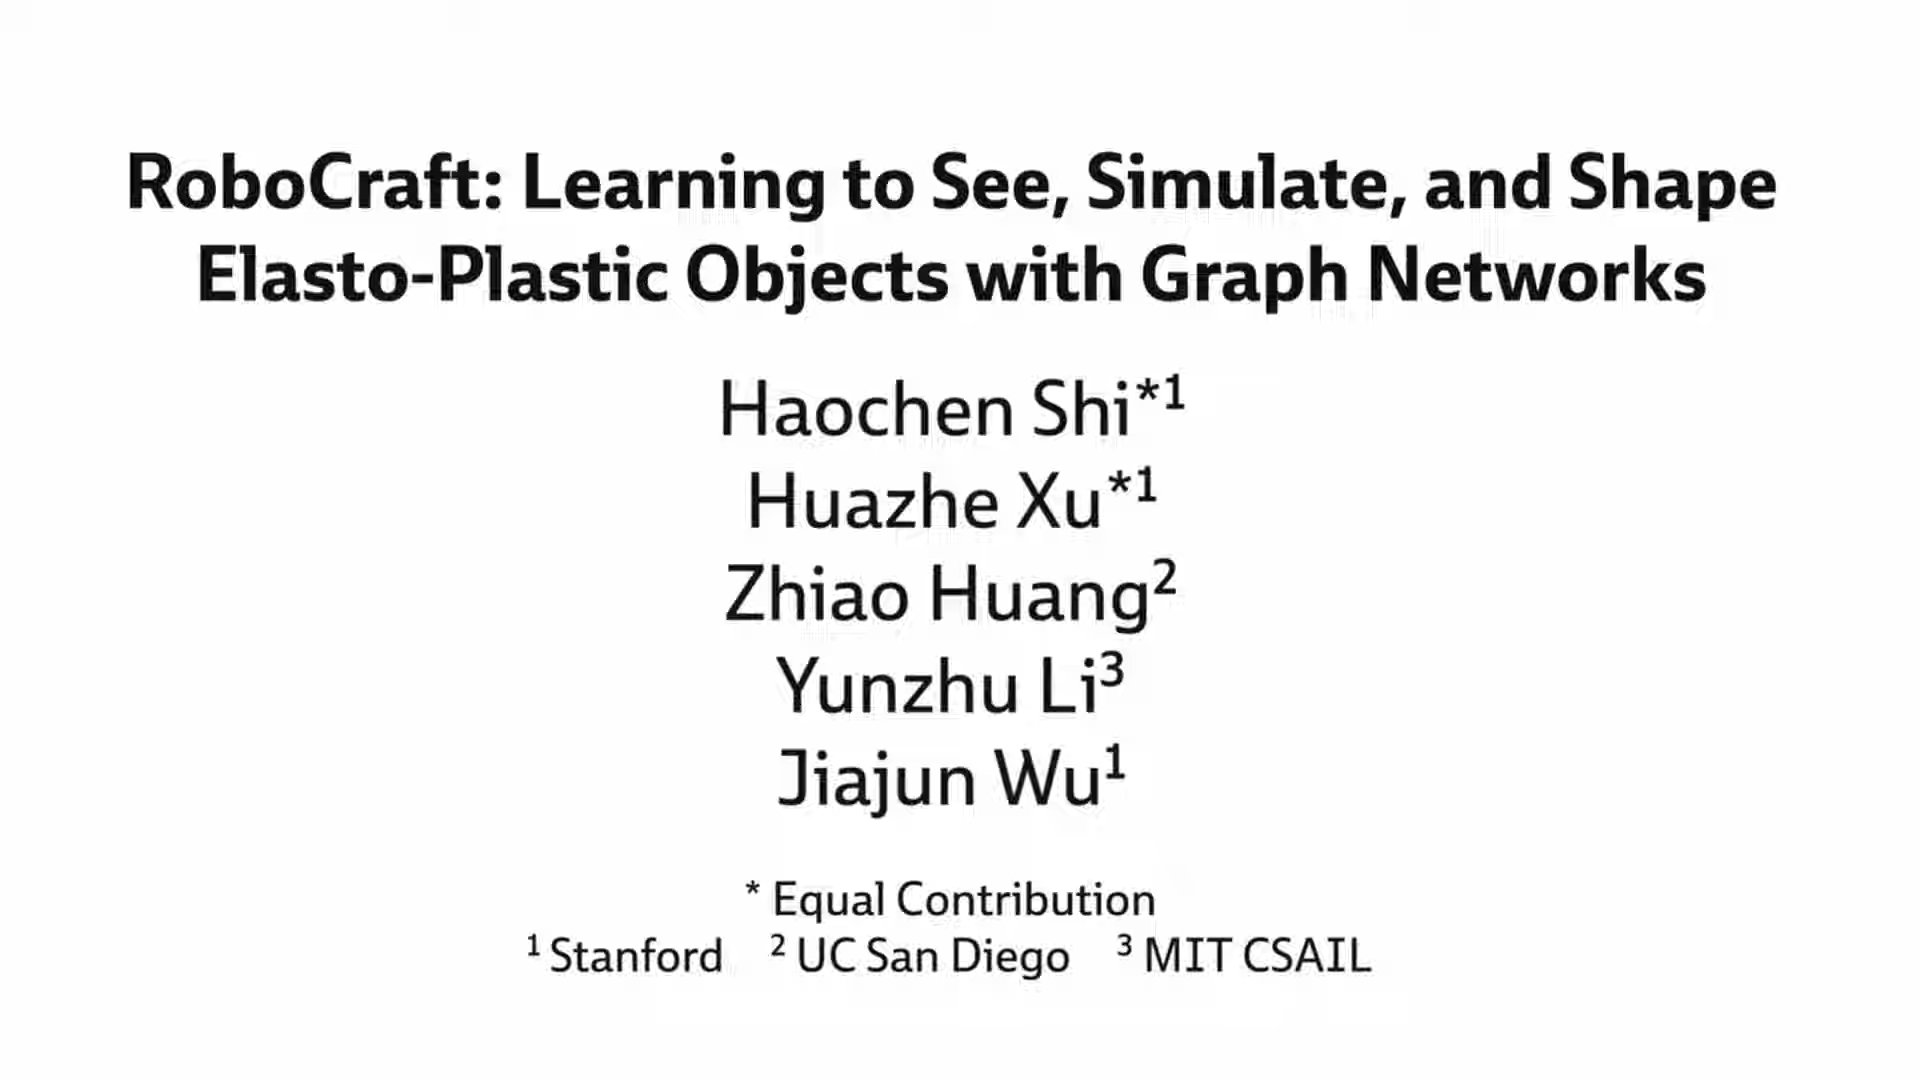 RoboCraft: Learning to See, Simulate, and Shape
Elasto-Plastic Objects with Graph Networks
Haochen Shi*¹
Huazhe Xu*¹
Zhiao Huang²
Yunzhu Li³
Jiajun Wu¹
* Equal Contribution
¹ Stanford ² UC San Diego ³ MIT CSAIL